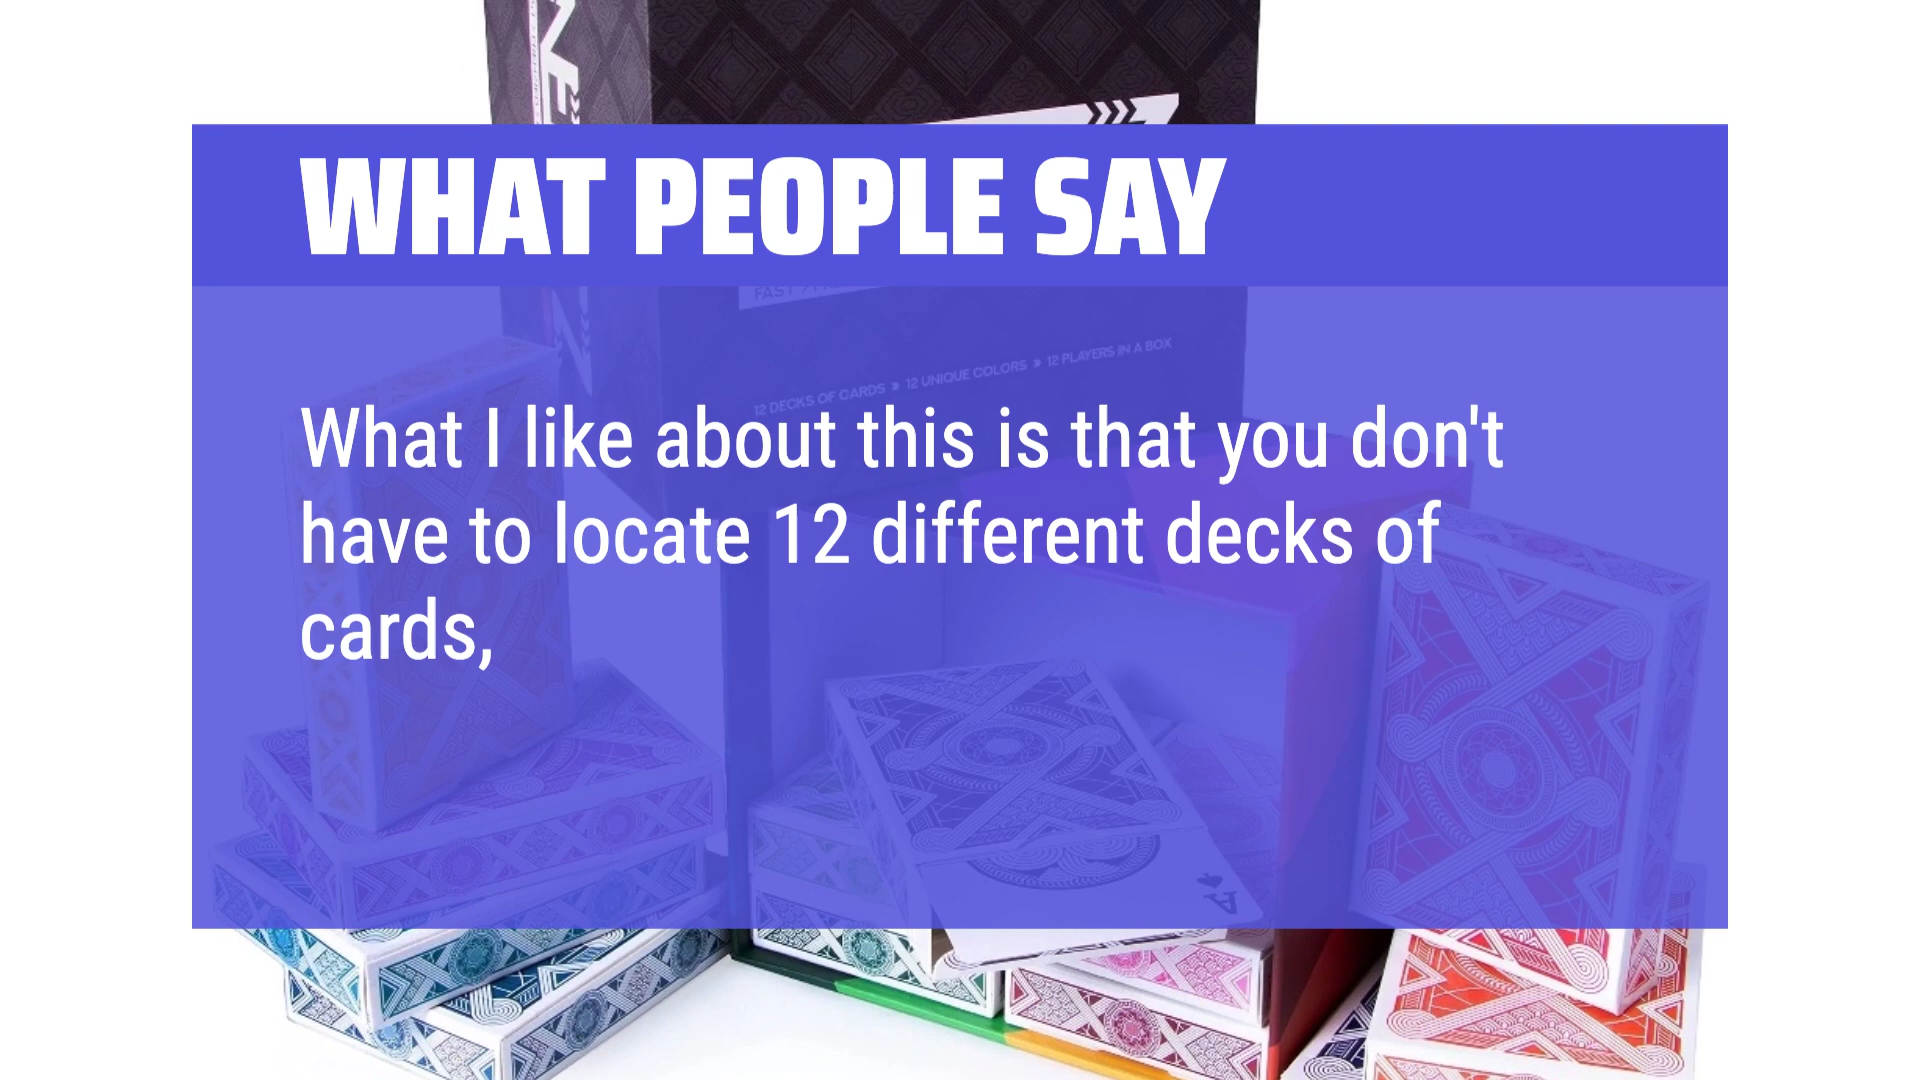 WHAT PEOPLE SAY
12 DECKS OF CARDS » 12 UNIQUE COLORS » 12 PLAYERS IN A BOX
What I like about this is that you don't
have to locate 12 different decks of
cards,
A